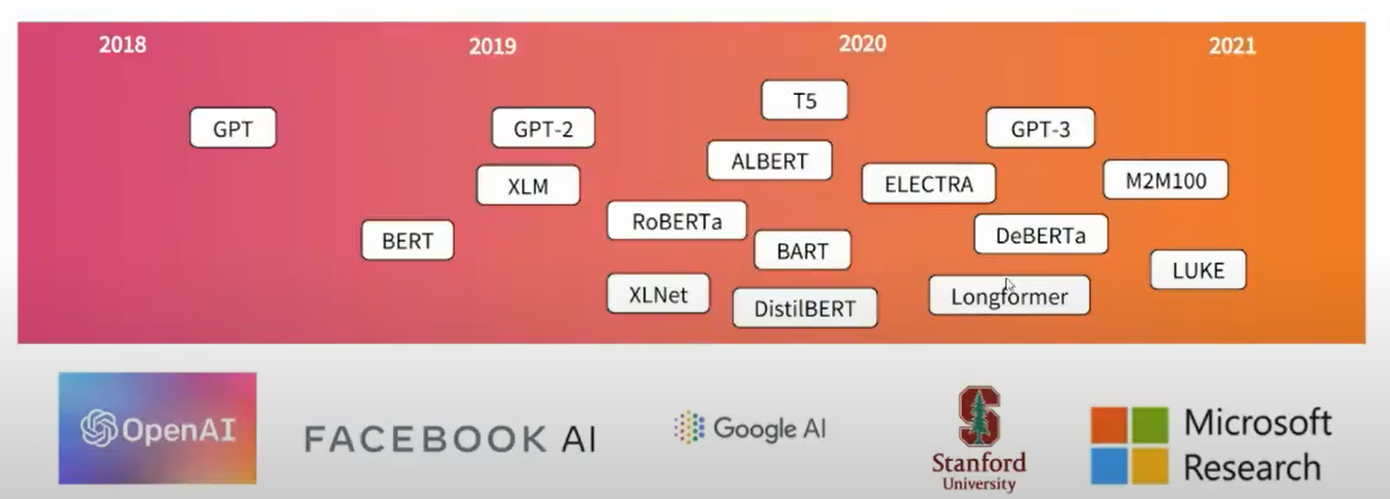 2018
2019
2020
2021
T5
GPT
GPT-2
GPT-3
ALBERT
M2M100
XLM
ELECTRA
RoBERTa
DeBERTa
BERT
BART
LUKE
XLNet
Longformer
DistilBERT
OpenAI
FACEBOOK AI
Google AI
S
Stanford
University
Microsoft
Research